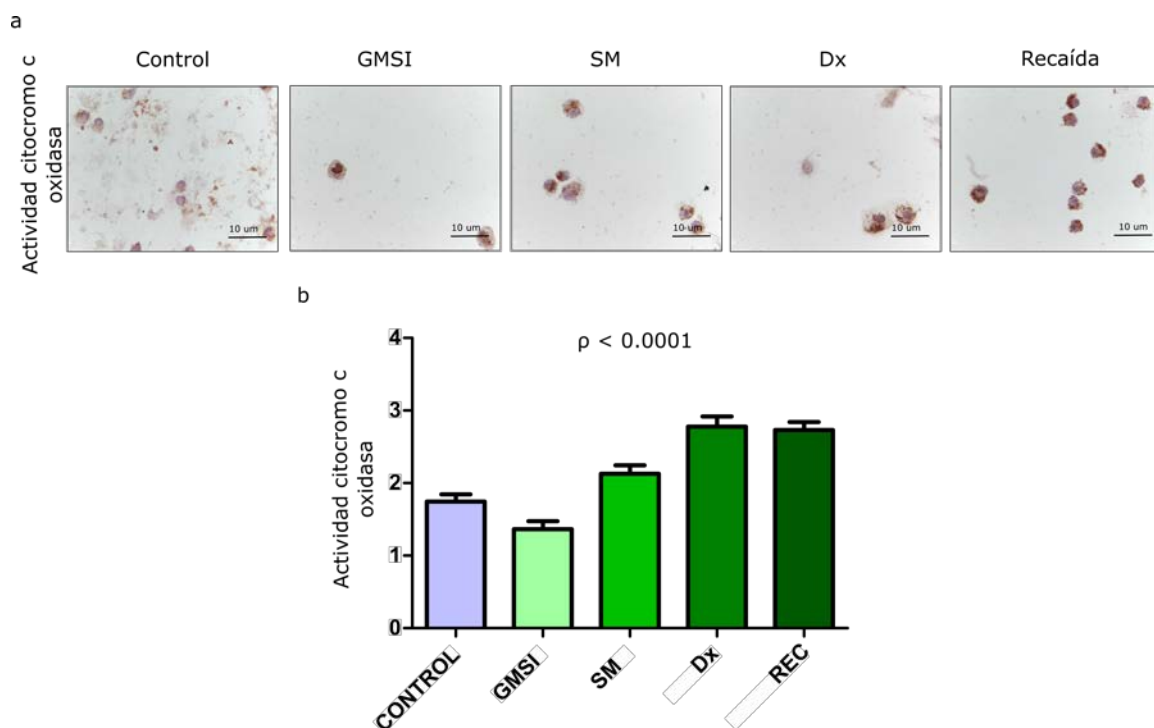 a
Control GMSI SM Dx Recaída
Actividad citocromo c
oxidasa
10 um 10 um 10 um 10 um 10 um
b
ρ < 0.0001
Actividad citocromo c
oxidasa
4
3
2
1
0
CONTROL GMSI SM Dx REC